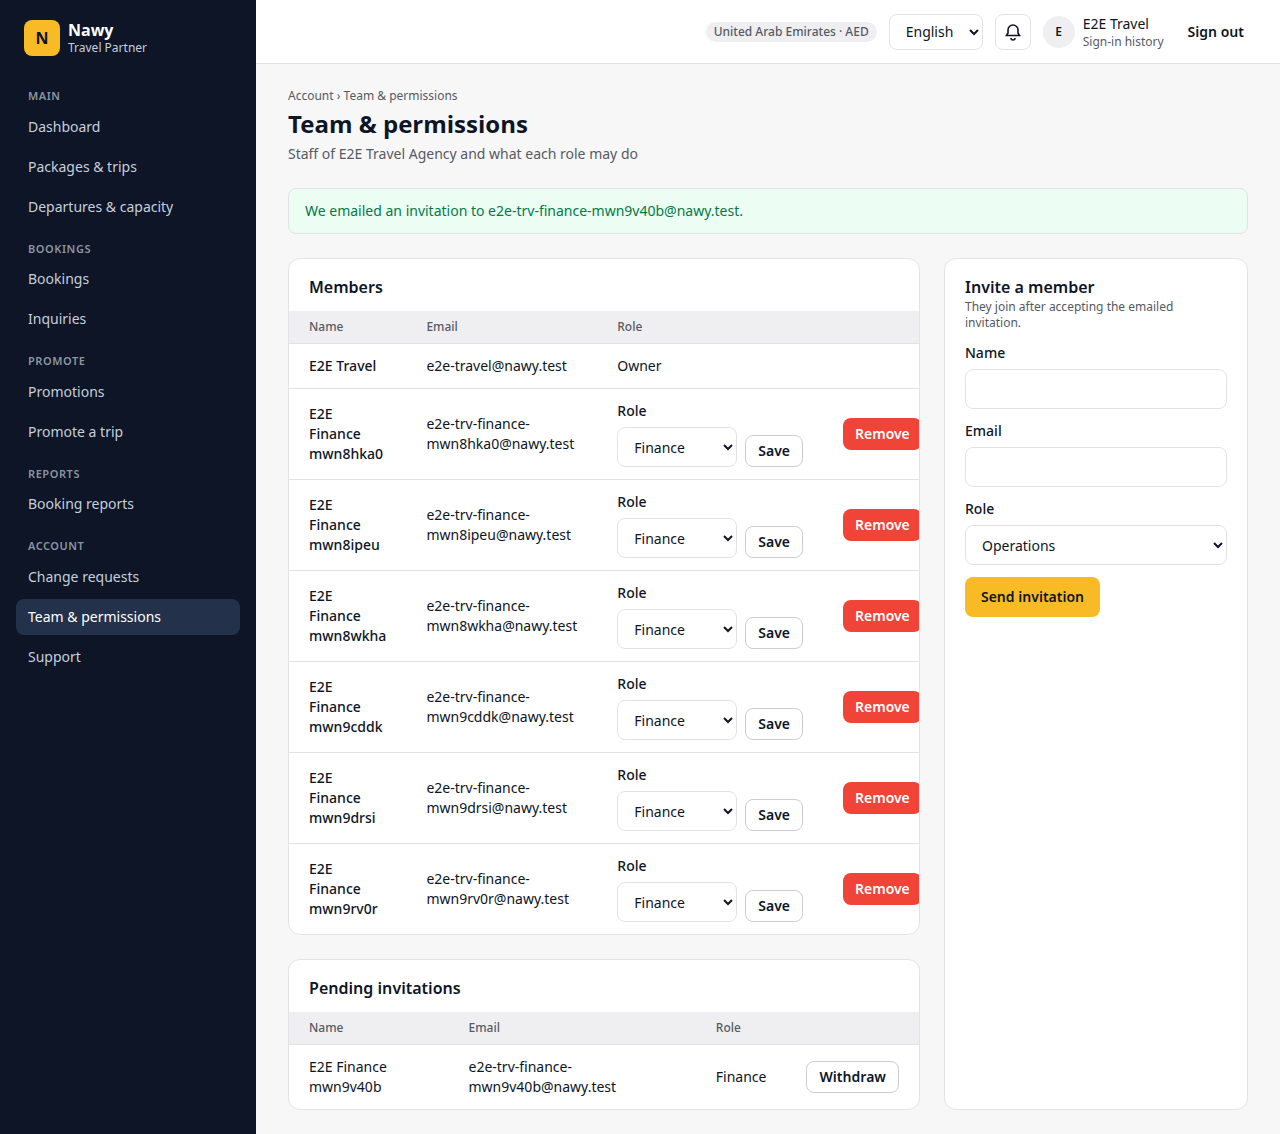 N
Nawy
Travel Partner
United Arab Emirates · AED
English
E
E2E Travel
Sign-in history
Sign out
MAIN
Dashboard
Packages & trips
Departures & capacity
BOOKINGS
Bookings
Inquiries
PROMOTE
Promotions
Promote a trip
REPORTS
Booking reports
ACCOUNT
Change requests
Team & permissions
Support
Account › Team & permissions
Team & permissions
Staff of E2E Travel Agency and what each role may do
We emailed an invitation to e2e-trv-finance-mwn9v40b@nawy.test.
Members
Name Email Role
E2E Travel e2e-travel@nawy.test Owner
E2E
Finance
mwn8hka0
e2e-trv-finance-
mwn8hka0@nawy.test
Role
Finance Save Remove
E2E
Finance
mwn8ipeu
e2e-trv-finance-
mwn8ipeu@nawy.test
Role
Finance Save Remove
E2E
Finance
mwn8wkha
e2e-trv-finance-
mwn8wkha@nawy.test
Role
Finance Save Remove
E2E
Finance
mwn9cddk
e2e-trv-finance-
mwn9cddk@nawy.test
Role
Finance Save Remove
E2E
Finance
mwn9drsi
e2e-trv-finance-
mwn9drsi@nawy.test
Role
Finance Save Remove
E2E
Finance
mwn9rv0r
e2e-trv-finance-
mwn9rv0r@nawy.test
Role
Finance Save Remove
Pending invitations
Name Email Role
E2E Finance
mwn9v40b
e2e-trv-finance-
mwn9v40b@nawy.test
Finance Withdraw
Invite a member
They join after accepting the emailed
invitation.
Name
Email
Role
Operations
Send invitation